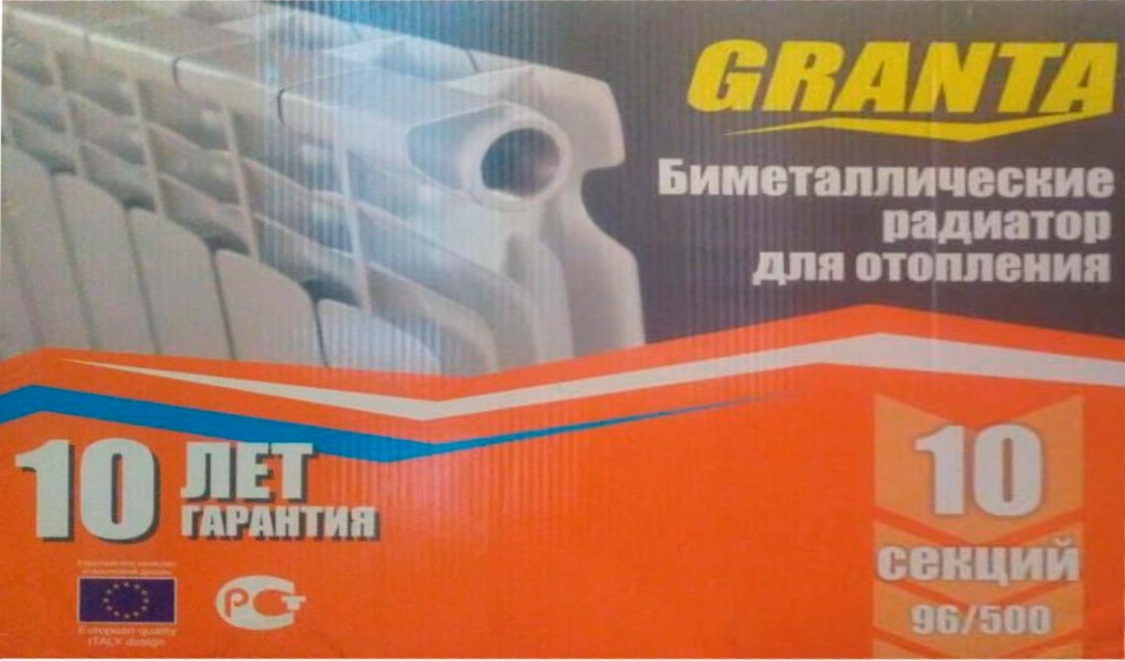 GRANTA
Биметаллические
радиатор
для отопления
10 ЛЕТ
ГАРАНТИЯ
10
секций
96/500
European quality
ITALY design